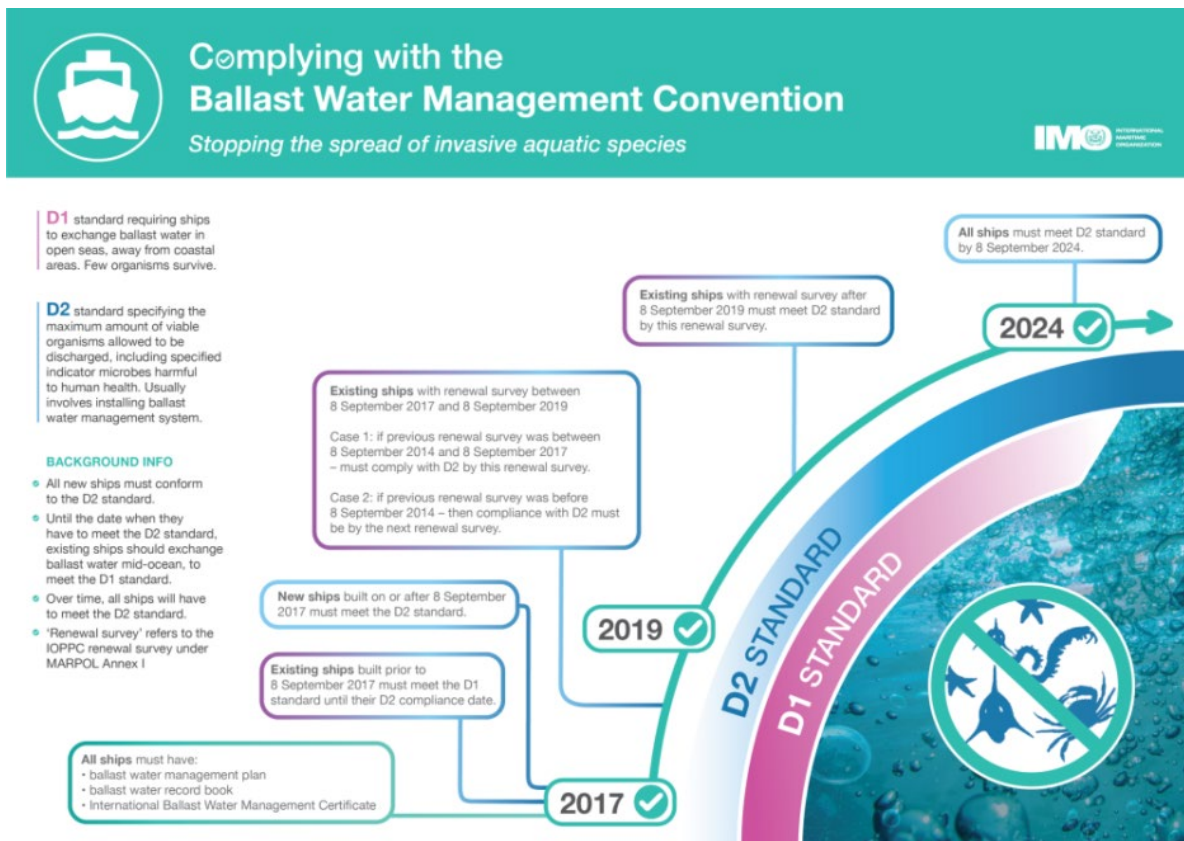 Complying with the
Ballast Water Management Convention
Stopping the spread of invasive aquatic species
IMO
INTERNATIONAL
MARITIME
ORGANIZATION
D1 standard requiring ships
to exchange ballast water in
open seas, away from coastal
areas. Few organisms survive.
D2 standard specifying the
maximum amount of viable
organisms allowed to be
discharged, including specified
indicator microbes harmful
to human health. Usually
involves installing ballast
water management system.
BACKGROUND INFO
All new ships must conform
to the D2 standard.
Until the date when they
have to meet the D2 standard,
existing ships should exchange
ballast water mid-ocean, to
meet the D1 standard.
Over time, all ships will have
to meet the D2 standard.
‘Renewal survey’ refers to the
IOPPC renewal survey under
MARPOL Annex I
All ships must meet D2 standard
by 8 September 2024.
Existing ships with renewal survey after
8 September 2019 must meet D2 standard
by this renewal survey.
2024
Existing ships with renewal survey between
8 September 2017 and 8 September 2019
Case 1: if previous renewal survey was between
8 September 2014 and 8 September 2017
– must comply with D2 by this renewal survey.
Case 2: if previous renewal survey was before
8 September 2014 – then compliance with D2 must
be by the next renewal survey.
New ships built on or after 8 September
2017 must meet the D2 standard.
2019
Existing ships built prior to
8 September 2017 must meet the D1
standard until their D2 compliance date.
All ships must have:
• ballast water management plan
• ballast water record book
• International Ballast Water Management Certificate
2017
D2 STANDARD
D1 STANDARD